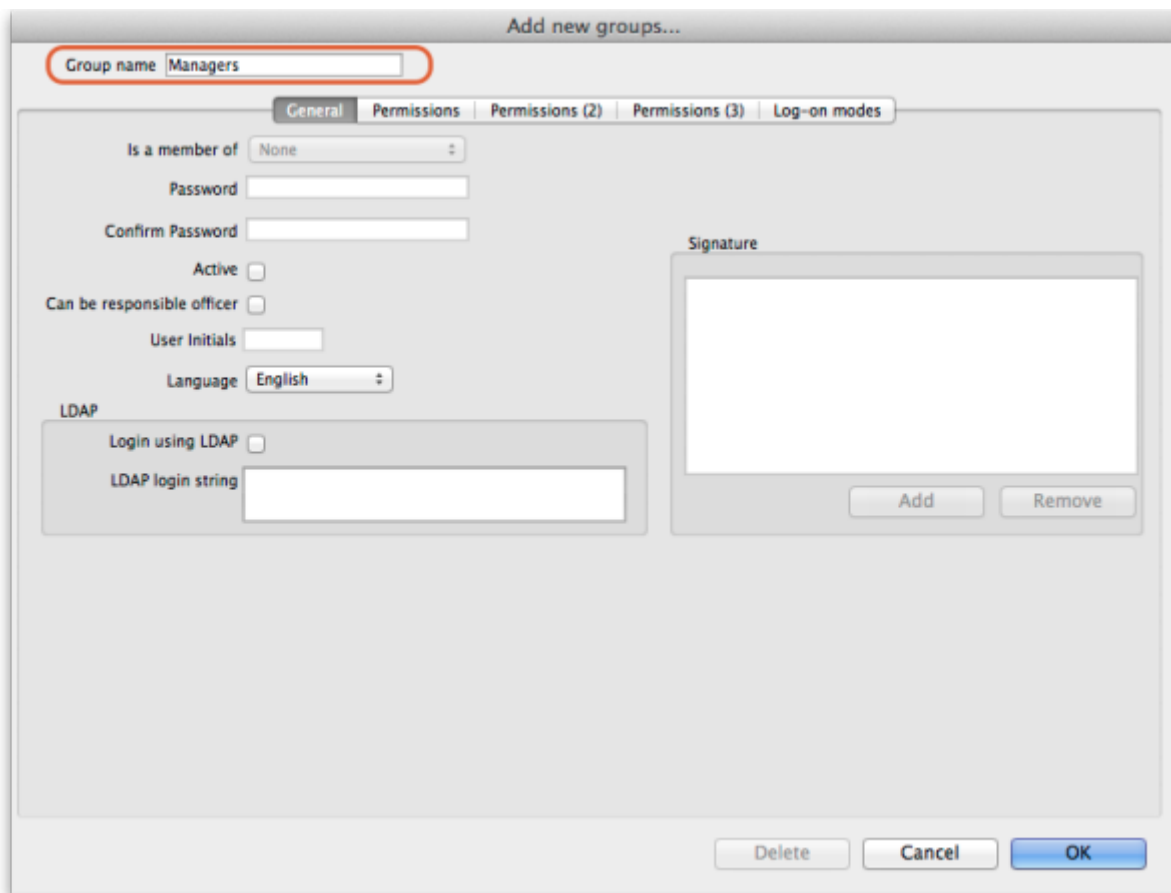 Add new groups...
Group name Managers
General Permissions Permissions (2) Permissions (3) Log-on modes
Is a member of None
Password
Confirm Password
Signature
Active
Can be responsible officer
User Initials
Language English
LDAP
Login using LDAP
LDAP login string
Add Remove
Delete Cancel OK